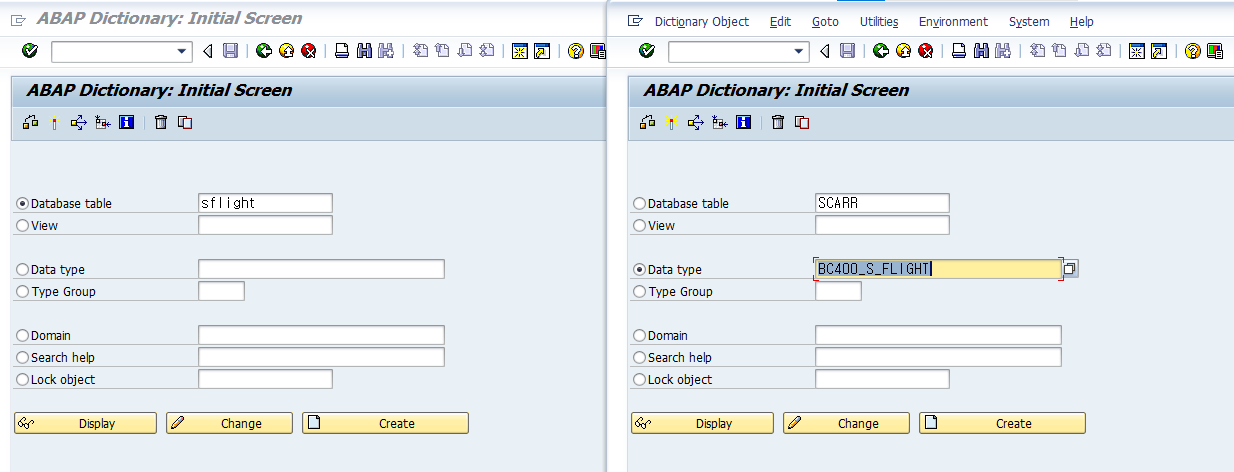 ABAP Dictionary: Initial Screen
ABAP Dictionary: Initial Screen
Database table sflight
View
Data type
Type Group
Domain
Search help
Lock object
Display Change Create
Dictionary Object Edit Goto Utilities Environment System Help
ABAP Dictionary: Initial Screen
Database table SCARR
View
Data type BC400_S_FLIGHT
Type Group
Domain
Search help
Lock object
Display Change Create